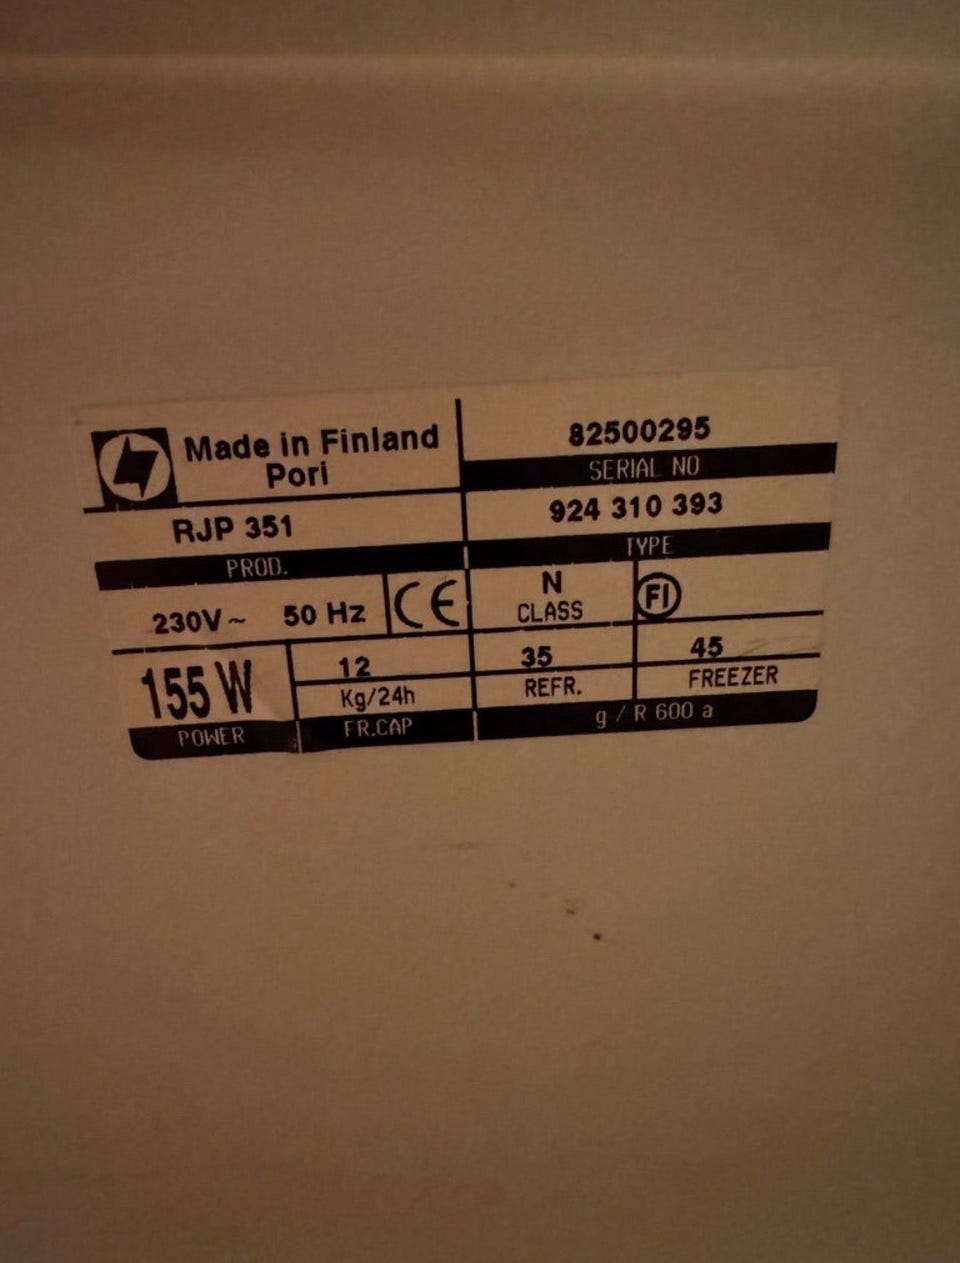 Made in Finland
Pori
82500295
SERIAL NO
RJP 351
PROD.
924 310 393
TYPE
230V~ 50 Hz
CE
N
CLASS
FI
155 W
POWER
12
Kg/24h
FR.CAP
35
REFR.
45
FREEZER
g / R 600 a